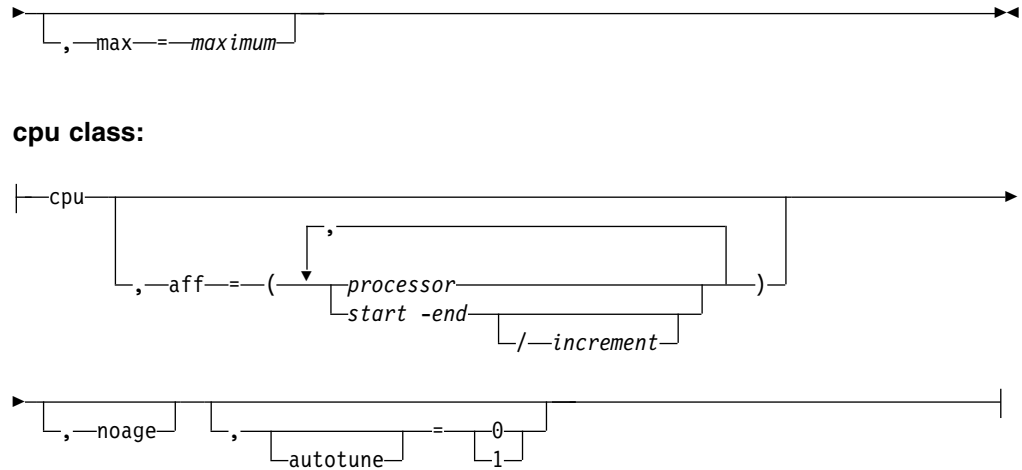 , max = maximum
cpu class:
cpu
,
, aff = ( processor )
start -end
/ increment
, noage , = 0
autotune 1